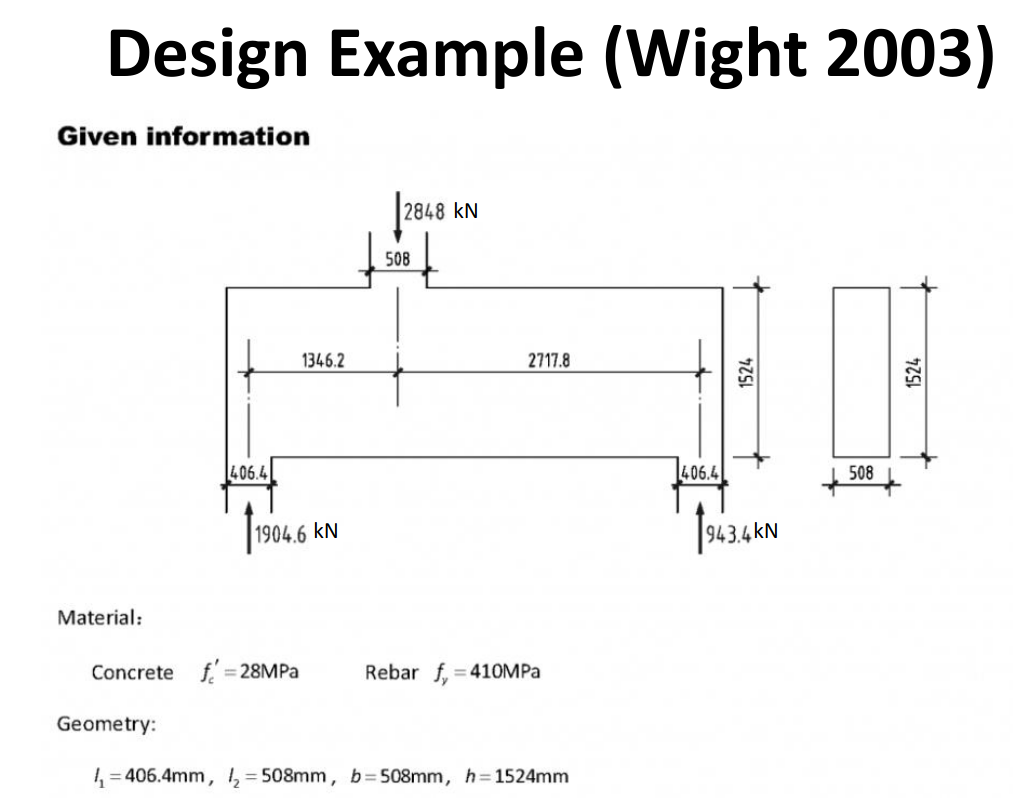 Design Example (Wight 2003)
Given information
2848 kN
508
1346.2
2717.8
1524
1524
406.4
406.4
508
1904.6 kN
943.4kN
Material:
Concrete f′c=28MPa Rebar fy=410MPa
Geometry:
l1=406.4mm, l2=508mm, b=508mm, h=1524mm